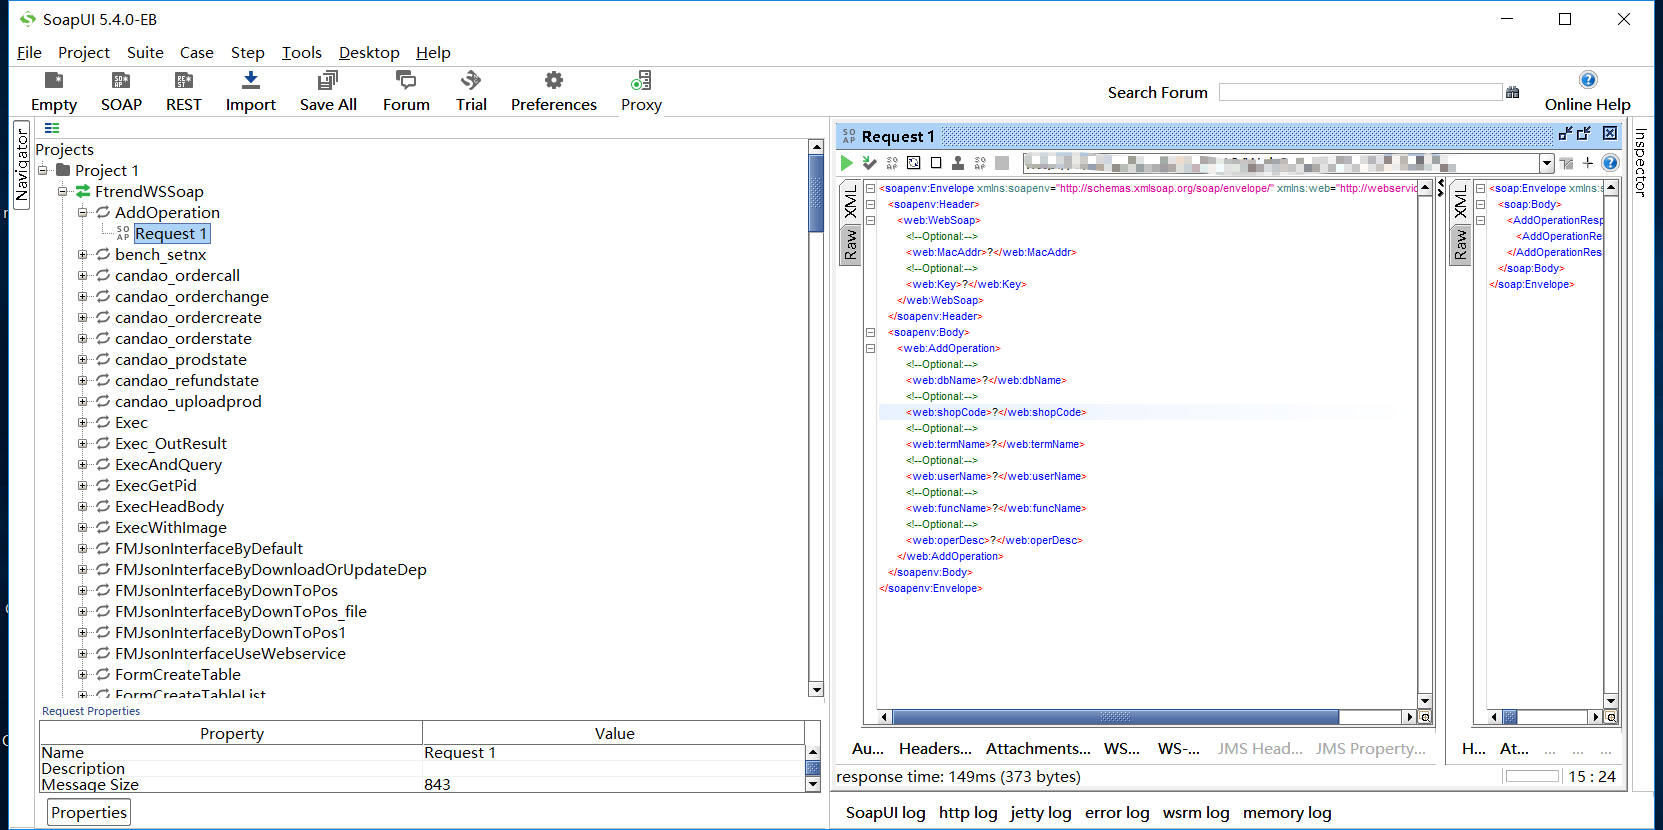 SoapUI 5.4.0-EB
File Project Suite Case Step Tools Desktop Help
Empty SOAP REST Import Save All Forum Trial Preferences Proxy
Search Forum
Online Help
Navigator
Projects
Project 1
FtrendWSSoap
AddOperation
Request 1
bench_setnx
candao_ordercall
candao_orderchange
candao_ordercreate
candao_orderstate
candao_prodstate
candao_refundstate
candao_uploadprod
Exec
Exec_OutResult
ExecAndQuery
ExecGetPid
ExecHeadBody
ExecWithImage
FMJsonInterfaceByDefault
FMJsonInterfaceByDownloadOrUpdateDep
FMJsonInterfaceByDownToPos
FMJsonInterfaceByDownToPos_file
FMJsonInterfaceByDownToPos1
FMJsonInterfaceUseWebservice
FormCreateTable
FormCreateTableList
Request Properties
Property Value
Name Request 1
Description
Message Size 843
Properties
Request 1
XML
Raw
<soapenv:Envelope xmlns:soapenv="http://schemas.xmlsoap.org/soap/envelope/" xmlns:web="http://webservic
<soapenv:Header>
<web:WebSoap>
<!--Optional:-->
<web:MacAddr>?</web:MacAddr>
<!--Optional:-->
<web:Key>?</web:Key>
</web:WebSoap>
</soapenv:Header>
<soapenv:Body>
<web:AddOperation>
<!--Optional:-->
<web:dbName>?</web:dbName>
<!--Optional:-->
<web:shopCode>?</web:shopCode>
<!--Optional:-->
<web:termName>?</web:termName>
<!--Optional:-->
<web:userName>?</web:userName>
<!--Optional:-->
<web:funcName>?</web:funcName>
<!--Optional:-->
<web:operDesc>?</web:operDesc>
</web:AddOperation>
</soapenv:Body>
</soapenv:Envelope>
XML
Raw
<soap:Envelope xmlns:s
<soap:Body>
<AddOperationResp
<AddOperationRe
</AddOperationRes
</soap:Body>
</soap:Envelope>
Inspector
Au... Headers... Attachments... WS... WS-... JMS Head... JMS Property...
H... At... ... ... ...
response time: 149ms (373 bytes)
15 : 24
SoapUI log http log jetty log error log wsrm log memory log